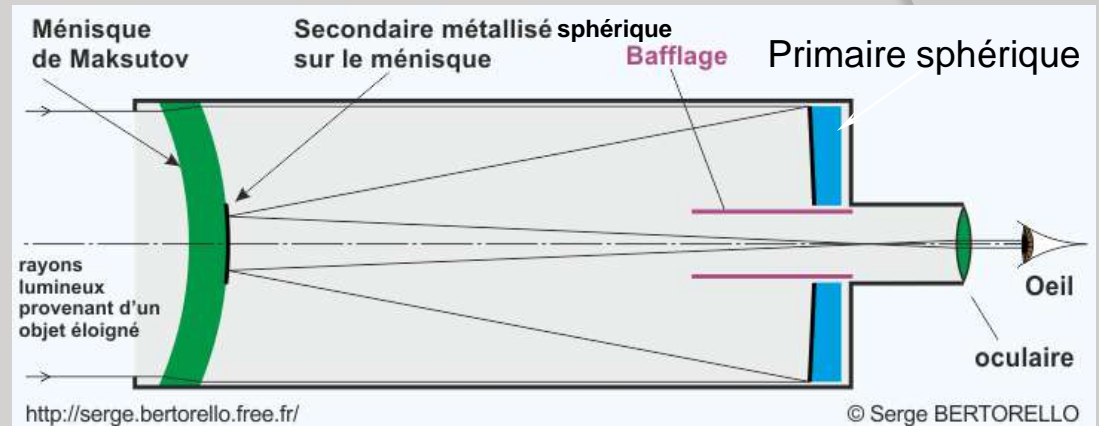 Ménisque
de Maksutov
Secondaire métallisé sphérique
sur le ménisque
Bafflage
Primaire sphérique
rayons
lumineux
provenant d'un
objet éloigné
Oeil
oculaire
http://serge.bertorello.free.fr/
© Serge BERTORELLO